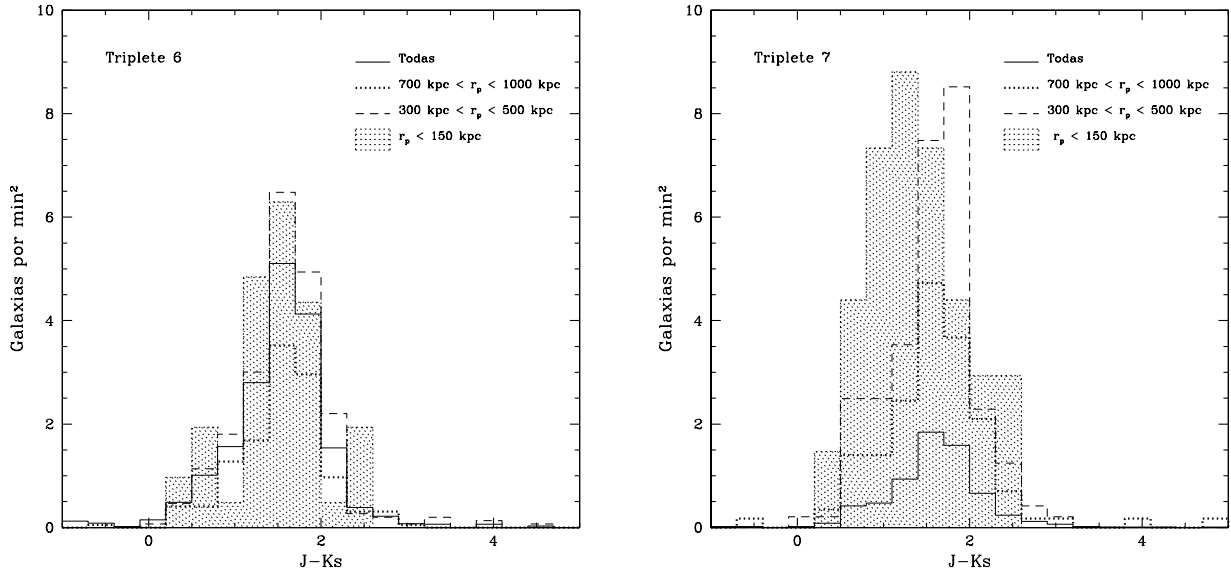 Triplete 6
Todas
700 kpc < r_p < 1000 kpc
300 kpc < r_p < 500 kpc
r_p < 150 kpc
Galaxias por min²
10
8
6
4
2
0
0
2
4
J-Ks
Triplete 7
Todas
700 kpc < r_p < 1000 kpc
300 kpc < r_p < 500 kpc
r_p < 150 kpc
Galaxias por min²
10
8
6
4
2
0
0
2
4
J-Ks